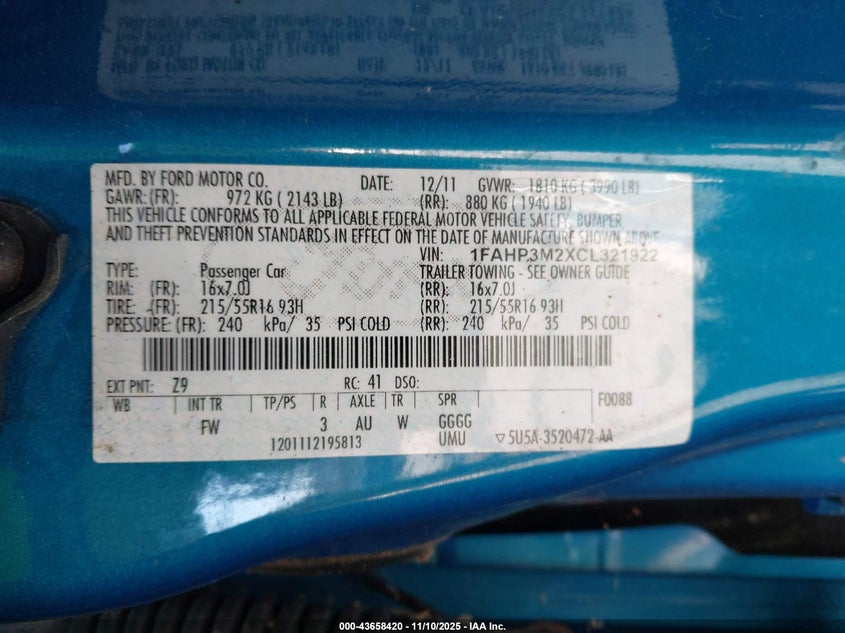 MFD. BY FORD MOTOR CO. DATE: 12/11 GVWR: 1810 KG ( 3990 LB)
GAWR: (FR): 972 KG ( 2143 LB) (RR): 880 KG ( 1940 LB)
THIS VEHICLE CONFORMS TO ALL APPLICABLE FEDERAL MOTOR VEHICLE SAFETY, BUMPER
AND THEFT PREVENTION STANDARDS IN EFFECT ON THE DATE OF MANUFACTURE SHOWN ABOVE
VIN: 1FAHP3M2XCL321922
TYPE: Passenger Car TRAILER TOWING - SEE OWNER GUIDE
RIM: (FR): 16x7.0J (RR): 16x7.0J
TIRE: (FR): 215/55R16 93H (RR): 215/55R16 93H
PRESSURE: (FR): 240 kPa/ 35 PSI COLD (RR): 240 kPa/ 35 PSI COLD
EXT PNT: Z9 RC: 41 DSO:
WB INT TR TP/PS R AXLE TR SPR F0088
FW 3 AU W GGGG
1201112195813 UMU ▽5U5A-3520472-AA
000-43658420 — 11/10/2025 — IAA Inc.